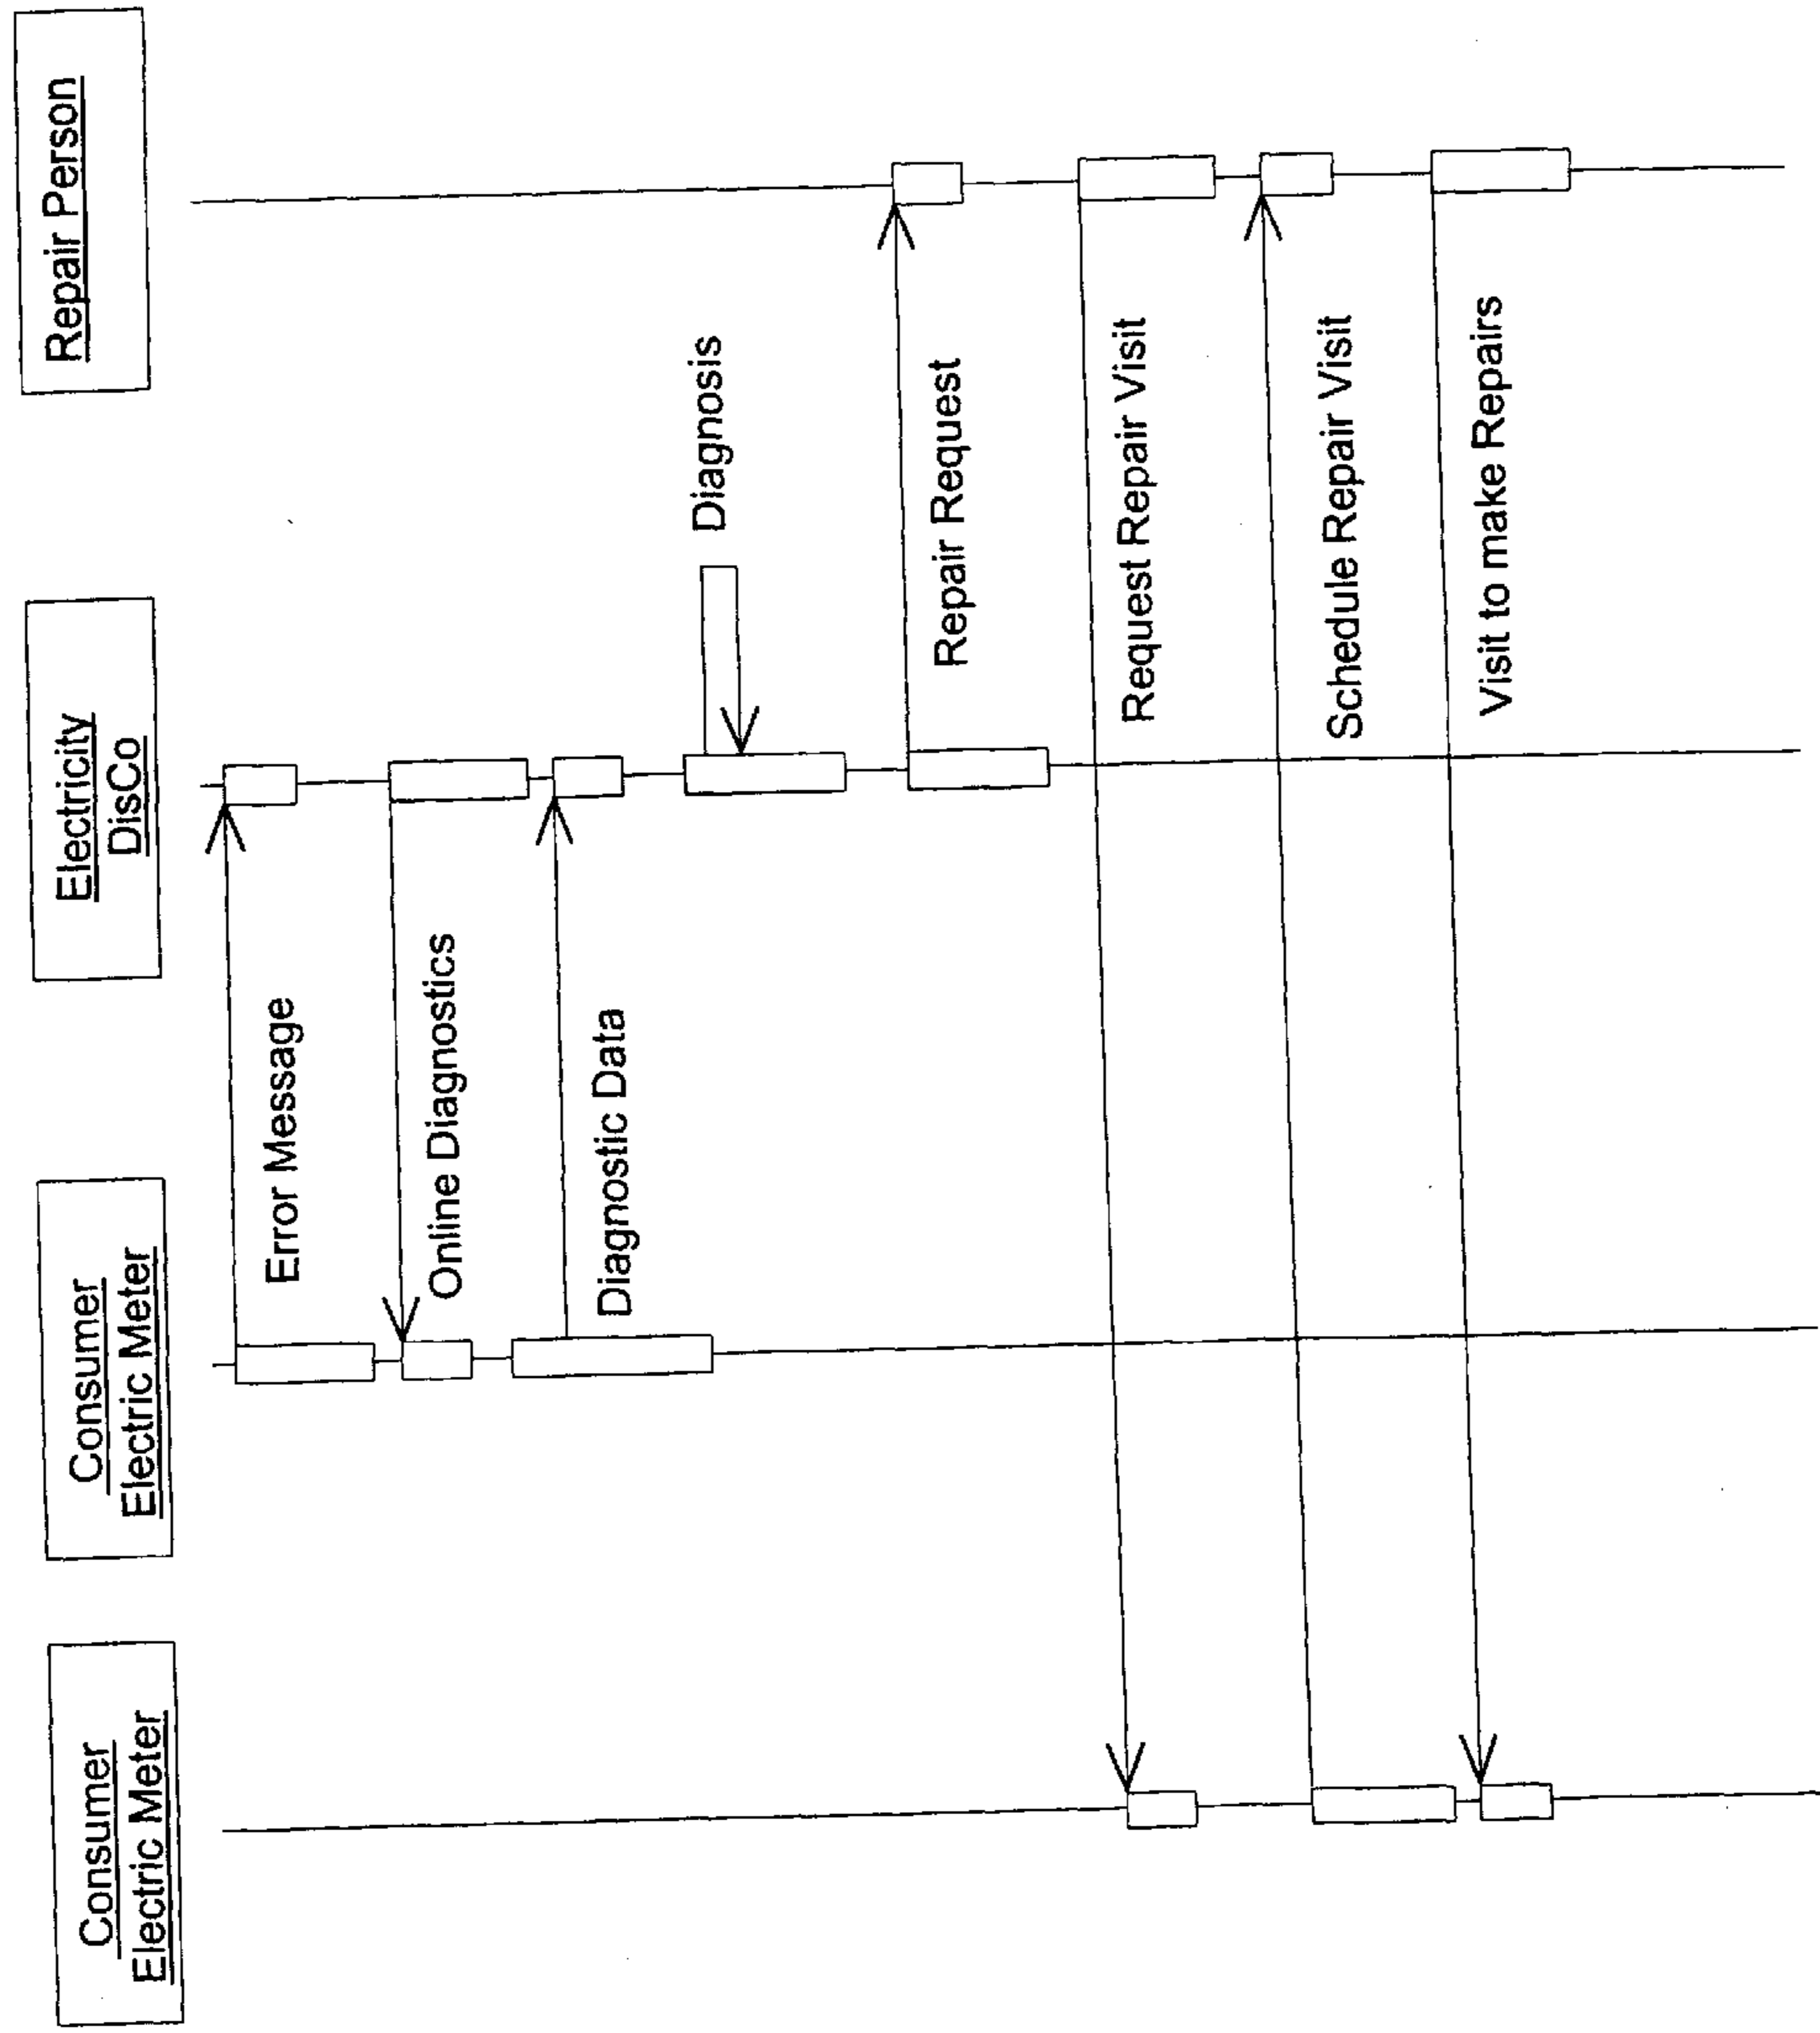 Consumer
Electric Meter
Consumer
Electric Meter
Electricity
DisCo
Repair Person
Error Message
Online Diagnostics
Diagnostic Data
Diagnosis
Repair Request
Request Repair Visit
Schedule Repair Visit
Visit to make Repairs